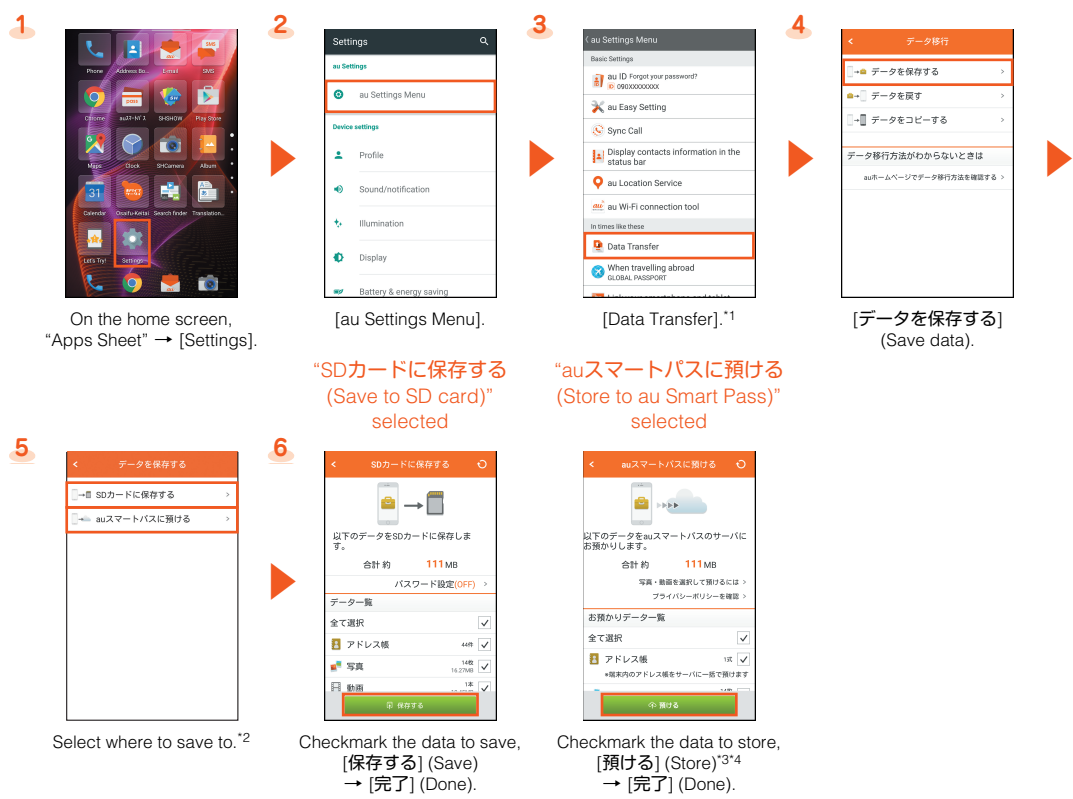 1
Phone
Address Bo...
E-mail
SMS
Chrome
auスマートパス
SHSHOW
Play Store
Maps
Clock
SHCamera
Album
31
Calendar
Osaifu-Keitai
Search finder
Translation...
Let's Try!
Settings
On the home screen,
“Apps Sheet” → [Settings].
2
Settings
au Settings
au Settings Menu
Device settings
Profile
Sound/notification
Illumination
Display
Battery & energy saving
[au Settings Menu].
3
au Settings Menu
Basic Settings
au ID Forgot your password?
090XXXXXXXX
au Easy Setting
Sync Call
Display contacts information in the
status bar
au Location Service
au Wi-Fi connection tool
In times like these
Data Transfer
When travelling abroad
GLOBAL PASSPORT
[Data Transfer].*1
4
データ移行
データを保存する
データを戻す
データをコピーする
データ移行方法がわからないときは
auホームページでデータ移行方法を確認する
[データを保存する]
(Save data).
5
データを保存する
SDカードに保存する
auスマートパスに預ける
Select where to save to.*2
“SDカードに保存する
(Save to SD card)”
selected
6
SDカードに保存する
以下のデータをSDカードに保存しま
す。
合計 約 111MB
パスワード設定(OFF)
データ一覧
全て選択
アドレス帳 44件
写真 14枚
16.27MB
動画 1本
保存する
Checkmark the data to save,
[保存する] (Save)
→ [完了] (Done).
“auスマートパスに預ける
(Store to au Smart Pass)”
selected
auスマートパスに預ける
以下のデータをauスマートパスのサーバに
お預かりします。
合計 約 111MB
写真・動画を選択して預けるには
プライバシーポリシーを確認
お預かりデータ一覧
全て選択
アドレス帳 1式
※端末内のアドレス帳をサーバに一括で預けます
預ける
Checkmark the data to store,
[預ける] (Store)*3*4
→ [完了] (Done).